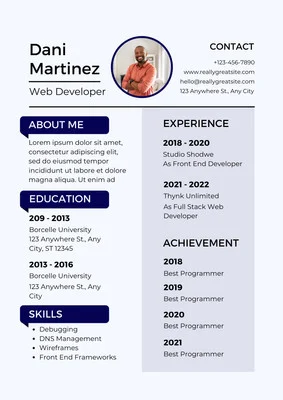 Dani
Martinez
Web Developer
CONTACT
+123-456-7890
www.reallygreatsite.com
hello@reallygreatsite.com
123 Anywhere St., Any City
ABOUT ME
Lorem ipsum dolor sit amet,
consectetur adipiscing elit, sed do
eiusmod tempor incididunt ut
labore et dolore incididunt ut
magna aliqua. Ut enim ad
EDUCATION
209 - 2013
Borcelle University
123 Anywhere St., Any
City, ST 12345
2013 - 2016
Borcelle University
123 Anywhere St., Any
City
SKILLS
Debugging
DNS Management
Wireframes
Front End Frameworks
EXPERIENCE
2018 - 2020
Studio Shodwe
As Front End Developer
2021 - 2022
Thynk Unlimited
As Full Stack Web
Developer
ACHIEVEMENT
2018
Best Programmer
2019
Best Programmer
2020
Best Programmer
2021
Best Programmer